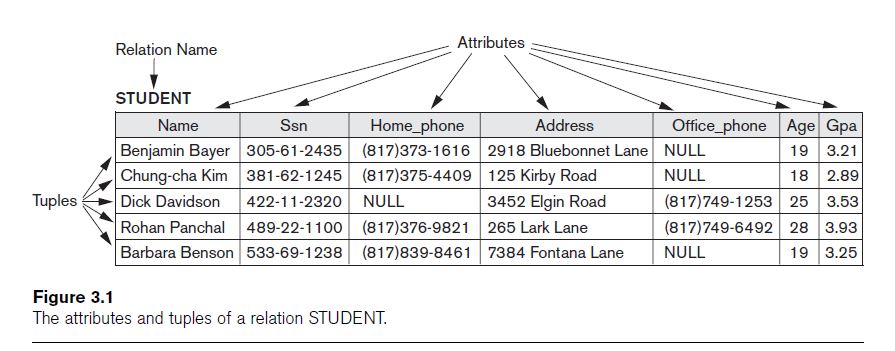 Attributes
Relation Name
STUDENT
Name Ssn Home_phone Address Office_phone Age Gpa
Benjamin Bayer 305-61-2435 (817)373-1616 2918 Bluebonnet Lane NULL 19 3.21
Chung-cha Kim 381-62-1245 (817)375-4409 125 Kirby Road NULL 18 2.89
Tuples Dick Davidson 422-11-2320 NULL 3452 Elgin Road (817)749-1253 25 3.53
Rohan Panchal 489-22-1100 (817)376-9821 265 Lark Lane (817)749-6492 28 3.93
Barbara Benson 533-69-1238 (817)839-8461 7384 Fontana Lane NULL 19 3.25
Figure 3.1
The attributes and tuples of a relation STUDENT.